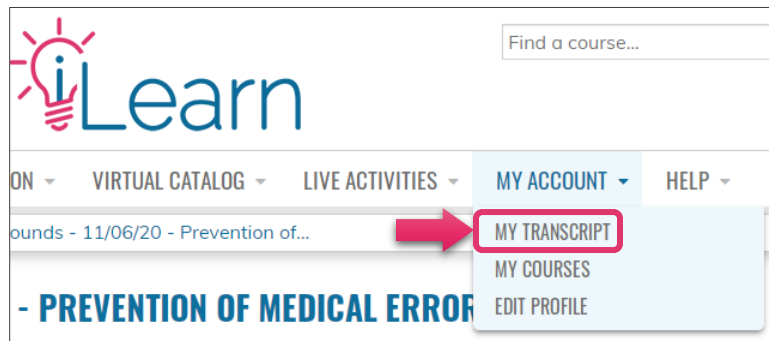 Find a course...
iLearn
ON VIRTUAL CATALOG LIVE ACTIVITIES MY ACCOUNT HELP
ounds - 11/06/20 - Prevention of...
MY TRANSCRIPT
MY COURSES
EDIT PROFILE
- PREVENTION OF MEDICAL ERROR